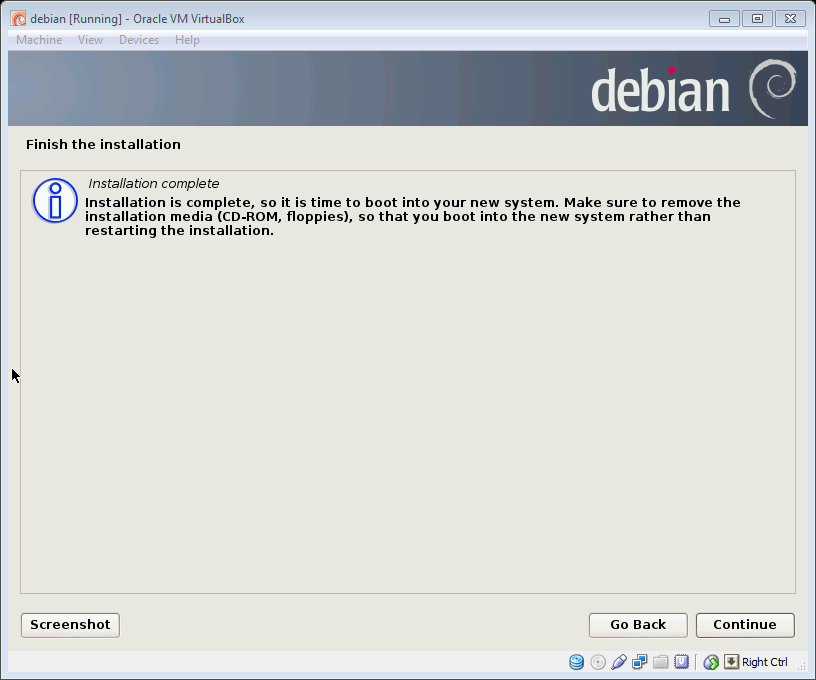 debian [Running] - Oracle VM VirtualBox
Machine View Devices Help
debian
Finish the installation
Installation complete
Installation is complete, so it is time to boot into your new system. Make sure to remove the
installation media (CD-ROM, floppies), so that you boot into the new system rather than
restarting the installation.
Screenshot Go Back Continue
Right Ctrl